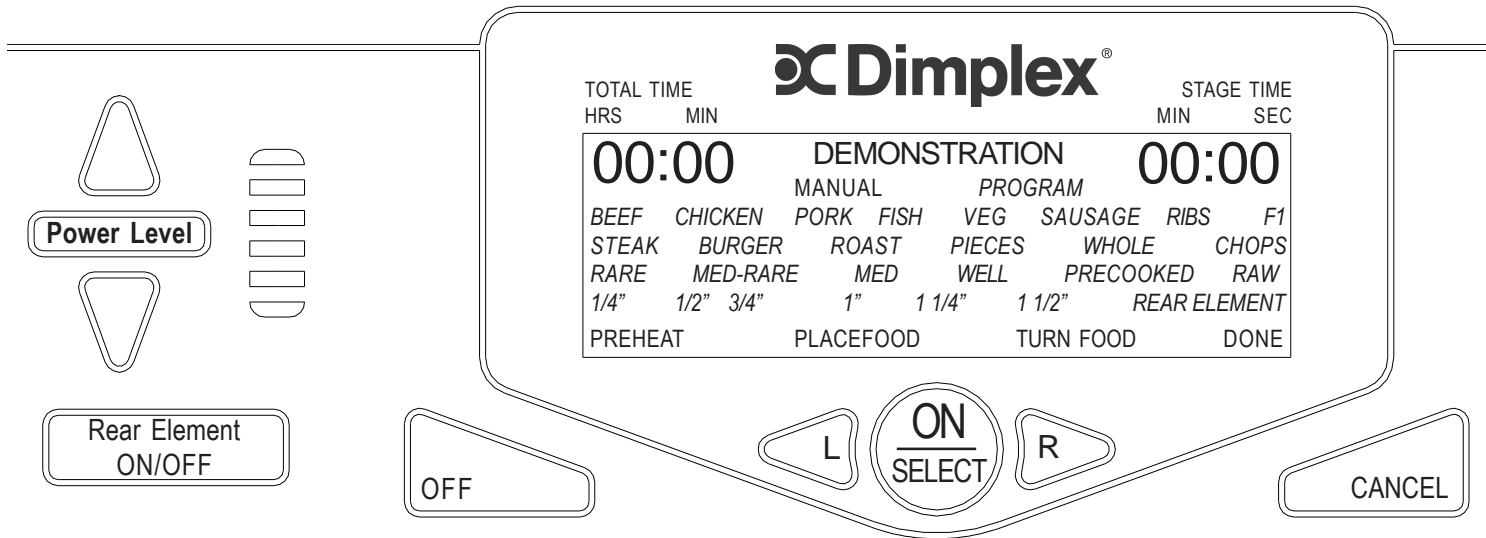 Dimplex®
TOTAL TIME STAGE TIME
HRS MIN MIN SEC
00:00 DEMONSTRATION 00:00
MANUAL PROGRAM
BEEF CHICKEN PORK FISH VEG SAUSAGE RIBS F1
STEAK BURGER ROAST PIECES WHOLE CHOPS
RARE MED-RARE MED WELL PRECOOKED RAW
1/4” 1/2” 3/4” 1” 1 1/4” 1 1/2” REAR ELEMENT
PREHEAT PLACEFOOD TURN FOOD DONE
Power Level
Rear Element
ON/OFF
OFF
L
ON
SELECT
R
CANCEL